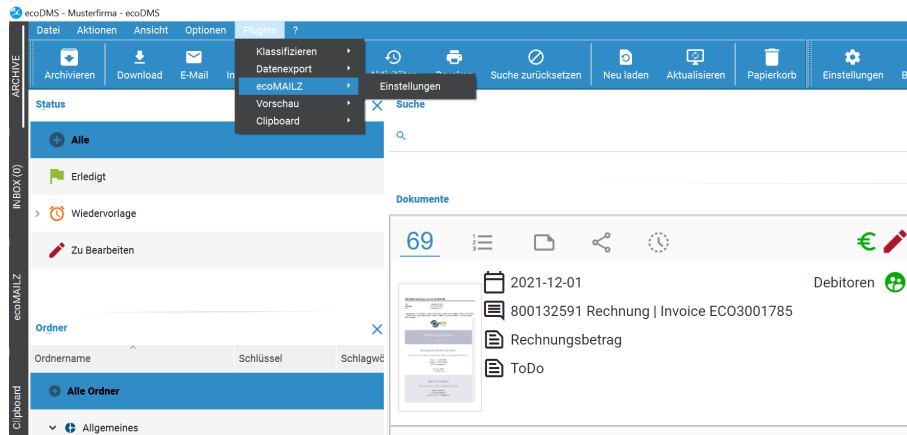 ecoDMS - Musterfirma - ecoDMS
Datei Aktionen Ansicht Optionen Plugins ?
Archivieren Download E-Mail Suche zurücksetzen Neu laden Aktualisieren Papierkorb Einstellungen
Klassifizieren
Datenexport
ecoMAILZ
Vorschau
Clipboard
Einstellungen
ARCHIVE
INBOX (0)
ecoMAILZ
Clipboard
Status
Alle
Erledigt
Wiedervorlage
Zu Bearbeiten
Ordner
Ordnername Schlüssel Schlagwö
Alle Ordner
Allgemeines
Suche
Dokumente
69
2021-12-01 Debitoren
800132591 Rechnung | Invoice ECO3001785
Rechnungsbetrag
ToDo